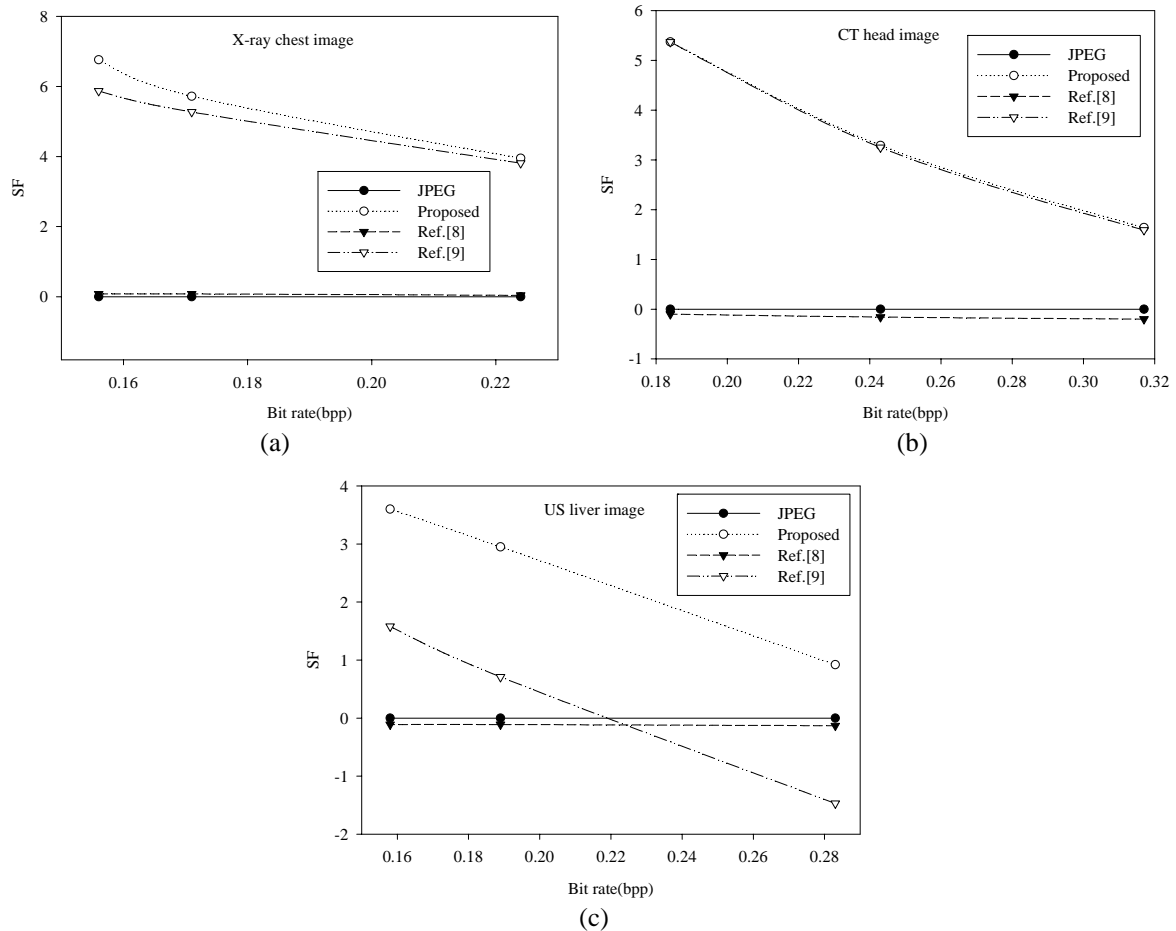 X-ray chest image
8
6
4
2
0
SF
JPEG
Proposed
Ref.[8]
Ref.[9]
0.16 0.18 0.20 0.22
Bit rate(bpp)
(a)
CT head image
6
5
4
3
2
1
0
-1
SF
JPEG
Proposed
Ref.[8]
Ref.[9]
0.18 0.20 0.22 0.24 0.26 0.28 0.30 0.32
Bit rate(bpp)
(b)
US liver image
4
3
2
1
0
-1
-2
SF
JPEG
Proposed
Ref.[8]
Ref.[9]
0.16 0.18 0.20 0.22 0.24 0.26 0.28
Bit rate(bpp)
(c)